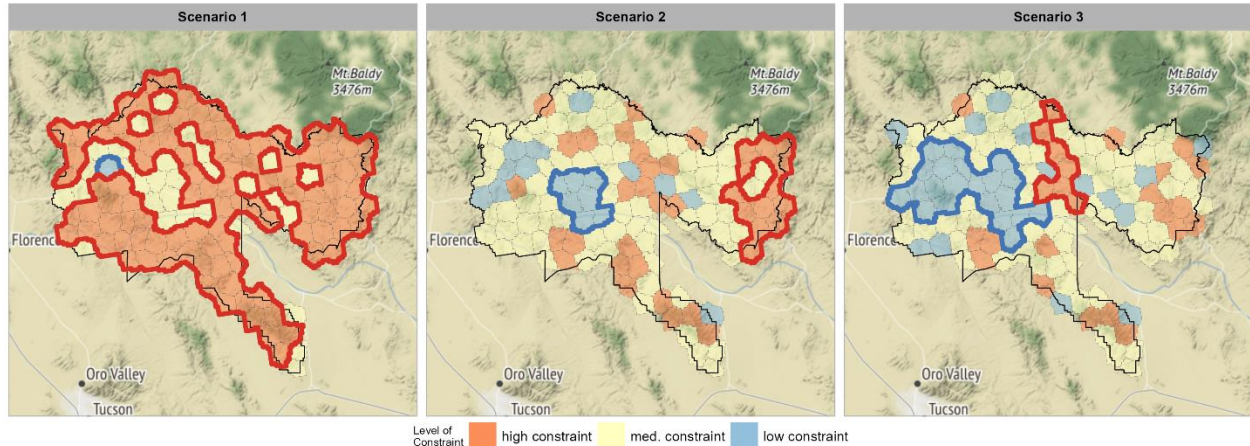 Scenario 1
Scenario 2
Scenario 3
Mt.Baldy
3476m
Mt.Baldy
3476m
Mt.Baldy
3476m
Florence
Florence
Florence
Oro Valley
Tucson
Oro Valley
Tucson
Oro Valley
Tucson
Level of
Constraint
high constraint
med. constraint
low constraint